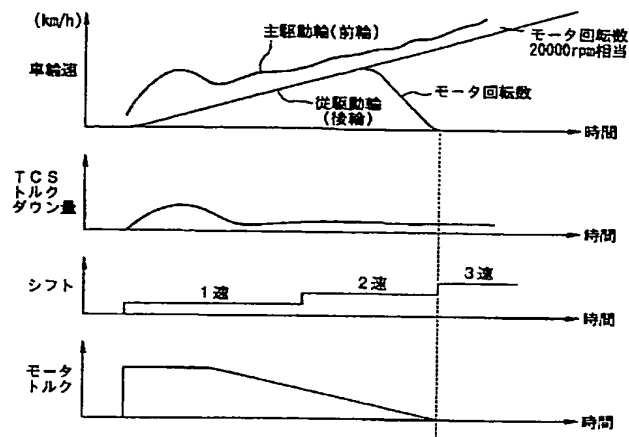 (km/h)
車輪速
主駆動輪(前輪)
モータ回転数
20000rpm相当
従駆動輪
(後輪)
モータ回転数
時間
TCS
トルク
ダウン量
時間
シフト
1速
2速
3速
時間
モータ
トルク
時間